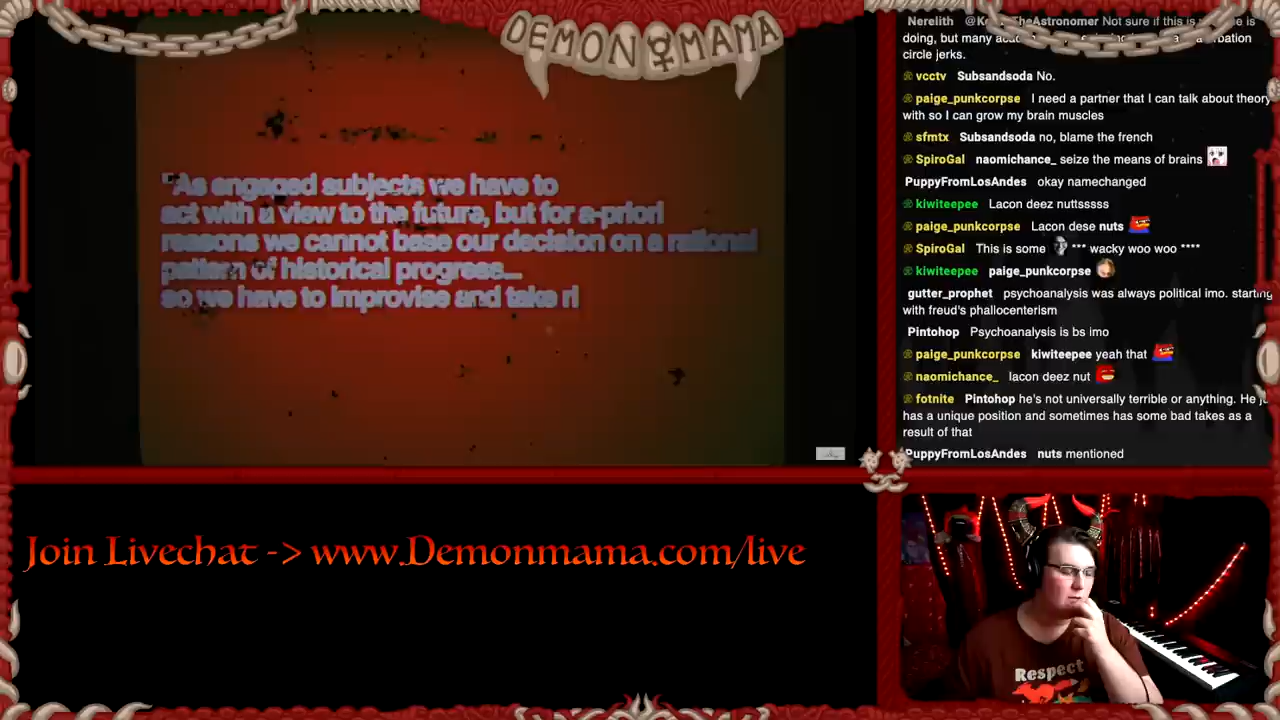 DEMON MAMA
"As engaged subjects we have to
act with a view to the future, but for a-priori
reasons we cannot base our decision on a rational
pattern of historical progress...
so we have to improvise and take ri
Nerelith @Ke TheAstronomer Not sure if this is is
doing, but many
circle jerks.
vcctv Subsandsoda No.
paige_punkcorpse I need a partner that I can talk about theory
with so I can grow my brain muscles
sfmtx Subsandsoda no, blame the french
SpiroGal naomichance_ seize the means of brains
PuppyFromLosAndes okay namechanged
kiwiteepee Lacon deez nuttsssss
paige_punkcorpse Lacon dese nuts
SpiroGal This is some *** wacky woo woo ****
kiwiteepee paige_punkcorpse
gutter_prophet psychoanalysis was always political imo. starting
with freud's phallocenterism
Pintohop Psychoanalysis is bs imo
paige_punkcorpse kiwiteepee yeah that
naomichance_ lacon deez nut
fotnite Pintohop he's not universally terrible or anything. He
has a unique position and sometimes has some bad takes as a
result of that
PuppyFromLosAndes nuts mentioned
Join Livechat -> www.Demonmama.com/live
Respect